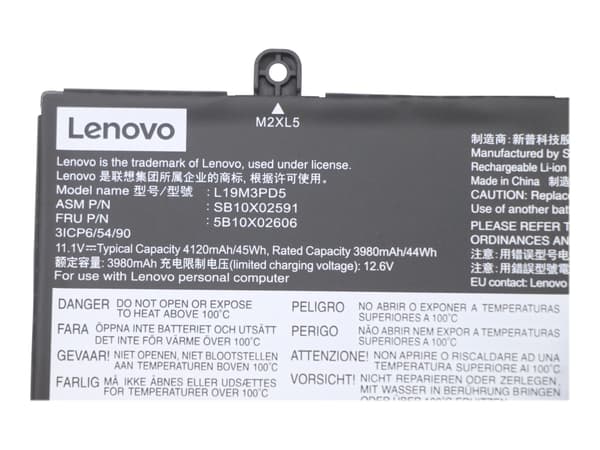 M2XL5
Lenovo
Lenovo is the trademark of Lenovo, used under license.
Lenovo 是联想集团所属企业的商标, 根据许可使用。
Model name 型号/型號 : L19M3PD5
ASM P/N : SB10X02591
FRU P/N : 5B10X02606
3ICP6/54/90
11.1V⎓Typical Capacity 4120mAh/45Wh, Rated Capacity 3980mAh/44Wh
额定容量: 3980mAh 充电限制电压(limited charging voltage): 12.6V
For use with Lenovo personal computer
制造商: 新普科技股
Manufactured by S
Rechargeable Li-ion
Made in China 中国制造
CAUTION: Replace
Use of another batte
PLEASE REFER
ORDINANCES AN
注意: 用错型号电
注意: 用錯型號電
EU contact: Lenovo
DANGER DO NOT OPEN OR EXPOSE
TO HEAT ABOVE 100°C
FARA ÖPPNA INTE BATTERIET OCH UTSÄTT
DET INTE FÖR VÄRME ÖVER 100°C
GEVAAR! NIET OPENEN, NIET BLOOTSTELLEN
AAN TEMPERATUREN BOVEN 100°C
FARLIG MÅ IKKE ÅBNES ELLER UDSÆTTES
FOR TEMPERATURER OVER 100°C
PELIGRO NO ABRIR O EXPONER A TEMPERATURAS
SUPERIORES A 100°C
PERIGO NÃO ABRIR NEM EXPOR A TEMPERATURAS
SUPERIORES A 100°C
ATTENZIONE! NON APRIRE O RISCALDARE AD UNA
TEMPERATURA SUPERIORE AI 100°C
VORSICHT! NICHT ÖFFNEN ODER ZERLEGEN,
MIT WASSER IN BERÜHRUNG BRINGEN